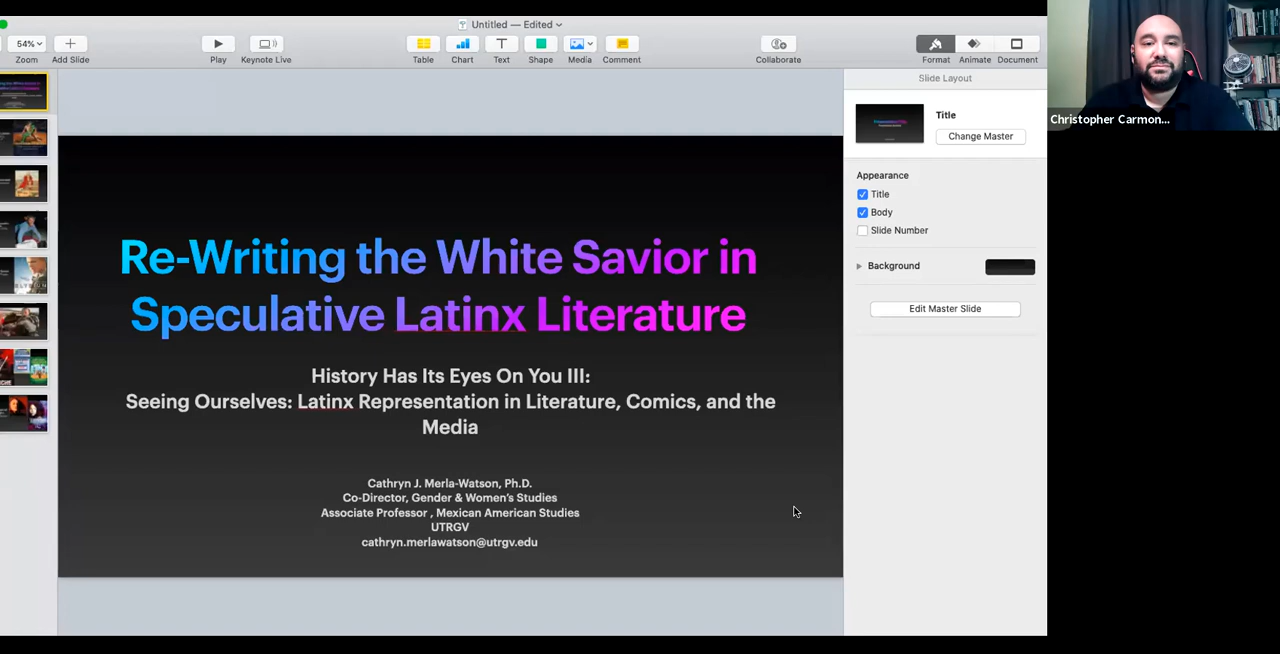 Untitled — Edited
54%
Zoom
Add Slide
Play
Keynote Live
Table
Chart
Text
Shape
Media
Comment
Collaborate
Format
Animate
Document
Slide Layout
Title
Change Master
Appearance
Title
Body
Slide Number
Background
Edit Master Slide
Re-Writing the White Savior in
Speculative Latinx Literature
History Has Its Eyes On You III:
Seeing Ourselves: Latinx Representation in Literature, Comics, and the
Media
Cathryn J. Merla-Watson, Ph.D.
Co-Director, Gender & Women's Studies
Associate Professor , Mexican American Studies
UTRGV
cathryn.merlawatson@utrgv.edu
Christopher Carmon...